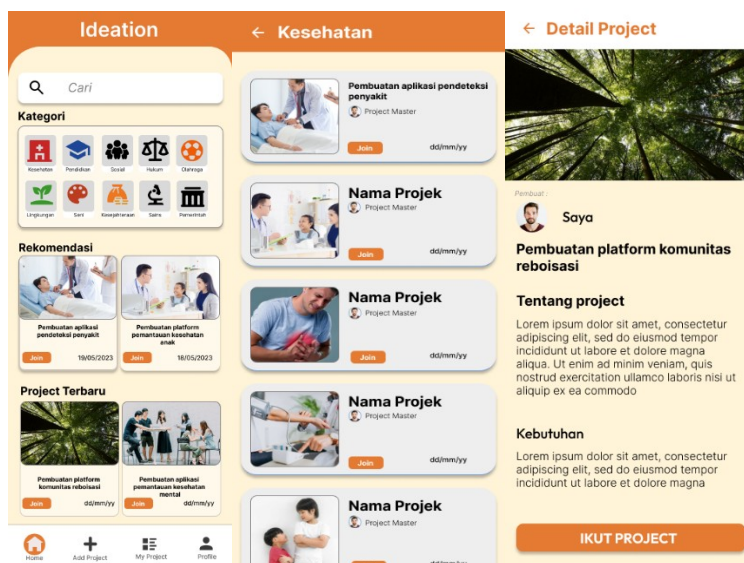 Ideation
Cari
Kategori
Kesehatan Pendidikan Sosial Hukum Olahraga
Lingkungan Seni Kesejahteraan Sains Pemerintah
Rekomendasi
Pembuatan aplikasi
pendeteksi penyakit
Join 19/05/2023
Pembuatan platform
pemantauan kesehatan
anak
Join 18/05/2023
Project Terbaru
Pembuatan platform
komunitas reboisasi
Join dd/mm/yy
Pembuatan aplikasi
pemantauan kesehatan
mental
Join dd/mm/yy
Home Add Project My Project Profile
← Kesehatan
Pembuatan aplikasi pendeteksi
penyakit
Project Master
Join dd/mm/yy
Nama Projek
Project Master
Join dd/mm/yy
Nama Projek
Project Master
Join dd/mm/yy
Nama Projek
Project Master
Join dd/mm/yy
Nama Projek
Project Master
Join dd/mm/yy
← Detail Project
Pembuat :
Saya
Pembuatan platform komunitas
reboisasi
Tentang project
Lorem ipsum dolor sit amet, consectetur
adipiscing elit, sed do eiusmod tempor
incididunt ut labore et dolore magna
aliqua. Ut enim ad minim veniam, quis
nostrud exercitation ullamco laboris nisi ut
aliquip ex ea commodo
Kebutuhan
Lorem ipsum dolor sit amet, consectetur
adipiscing elit, sed do eiusmod tempor
incididunt ut labore et dolore magna
IKUT PROJECT